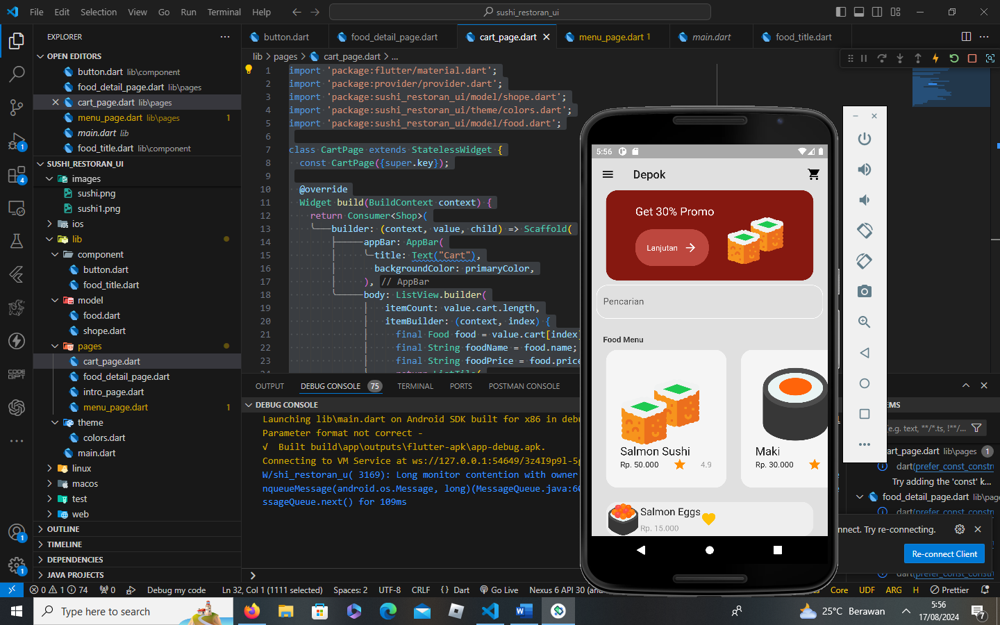 File Edit Selection View Go Run Terminal Help
sushi_restoran_ui
EXPLORER
button.dart food_detail_page.dart cart_page.dart menu_page.dart 1 main.dart food_title.dart
lib > pages > cart_page.dart > ...
OPEN EDITORS
button.dart lib\component
food_detail_page.dart lib\pages
cart_page.dart lib\pages
menu_page.dart lib\pages 1
main.dart lib
food_title.dart lib\component
SUSHI_RESTORAN_UI
images
sushi.png
sushi1.png
ios
lib
component
button.dart
food_title.dart
model
food.dart
shope.dart
pages
cart_page.dart
food_detail_page.dart
intro_page.dart
menu_page.dart 1
theme
colors.dart
main.dart
linux
macos
test
web
OUTLINE
TIMELINE
DEPENDENCIES
JAVA PROJECTS
1 import 'package:flutter/material.dart';
2 import 'package:provider/provider.dart';
3 import 'package:sushi_restoran_ui/model/shope.dart';
4 import 'package:sushi_restoran_ui/theme/colors.dart';
5 import 'package:sushi_restoran_ui/model/food.dart';
6
7 class CartPage extends StatelessWidget {
8 const CartPage({super.key});
9
10 @override
11 Widget build(BuildContext context) {
12 return Consumer<Shop>(
13 builder: (context, value, child) => Scaffold(
14 appBar: AppBar(
15 title: Text("Cart"),
16 backgroundColor: primaryColor,
17 ), // AppBar
18 body: ListView.builder(
19 itemCount: value.cart.length,
20 itemBuilder: (context, index) {
21 final Food food = value.cart[index]
22 final String foodName = food.name;
23 final String foodPrice = food.price
24 return ListTile(
OUTPUT DEBUG CONSOLE 75 TERMINAL PORTS POSTMAN CONSOLE
DEBUG CONSOLE
Launching lib\main.dart on Android SDK built for x86 in debu
Parameter format not correct -
√ Built build\app\outputs\flutter-apk\app-debug.apk.
Connecting to VM Service at ws://127.0.0.1:54649/3z4I9p9l-5g
W/shi_restoran_u( 3169): Long monitor contention with owner
nqueueMessage(android.os.Message, long)(MessageQueue.java:60
ssageQueue.next() for 109ms
5:56
Depok
Get 30% Promo
Lanjutan
Pencarian
Food Menu
Salmon Sushi
Rp. 50.000 4.9
Maki
Rp. 30.000
Salmon Eggs
Rp. 15.000
EMS
(e.g. text, **/*.ts, !**/...
cart_page.dart lib\pages 1
dart(prefer_const_constr
Try adding the 'const' k...
food_detail_page.dart lib\page
dart(prefer_const_constr
nnect. Try re-connecting.
Re-connect Client
dart(prefer_const_constr
0 1 74 0 Debug my code Ln 32, Col 1 (1111 selected) Spaces: 2 UTF-8 CRLF {} Dart Go Live Nexus 6 API 30 (and Core UDF ARG H Prettier
Type here to search
25°C Berawan
5:56
17/08/2024
7